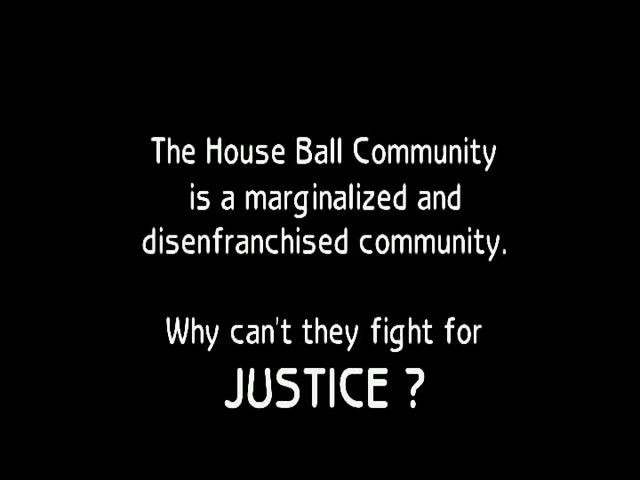 The House Ball Community
is a marginalized and
disenfranchised community.
Why can't they fight for
JUSTICE ?